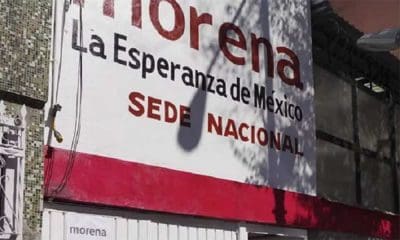 morena
La Esperanza de México
SEDE NACIONAL
morena